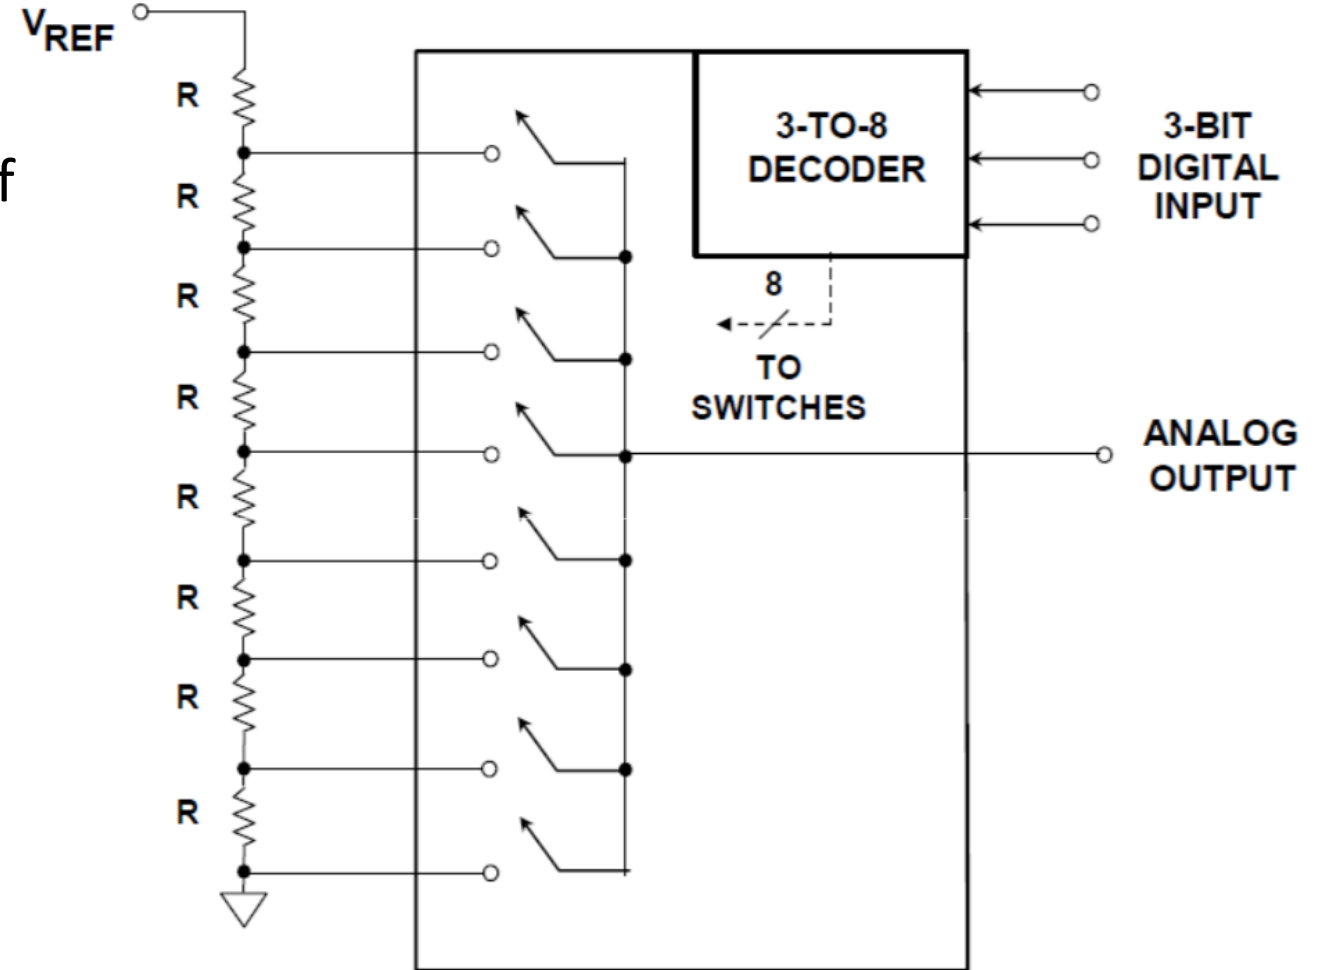 VREF
R
R
R
R
R
R
R
R
f
3-TO-8
DECODER
3-BIT
DIGITAL
INPUT
8
TO
SWITCHES
ANALOG
OUTPUT